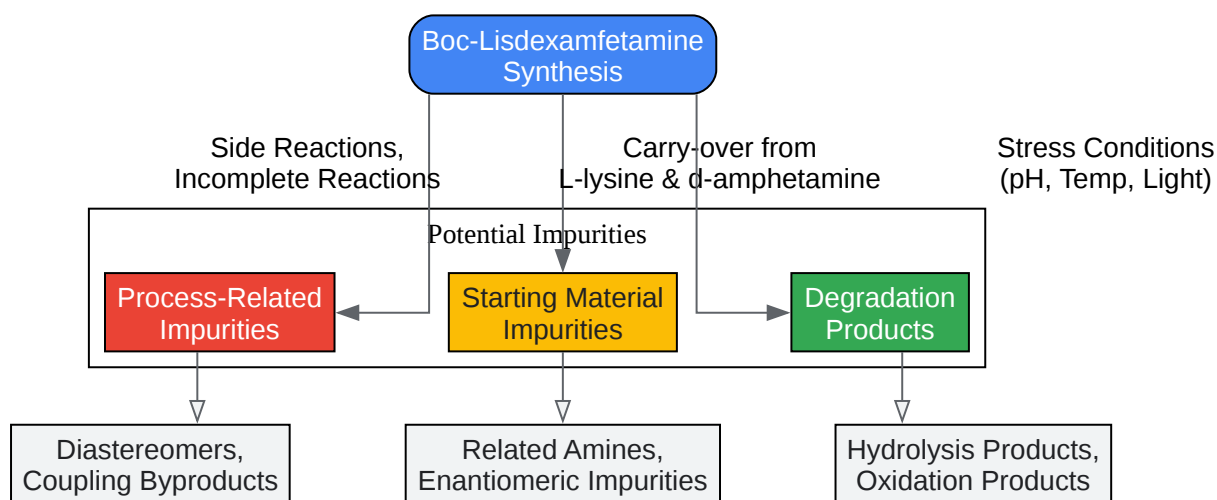 Boc-Lisdexamfetamine
Synthesis
Side Reactions,
Incomplete Reactions
Carry-over from
L-lysine & d-amphetamine
Stress Conditions
(pH, Temp, Light)
Potential Impurities
Process-Related
Impurities
Starting Material
Impurities
Degradation
Products
Diastereomers,
Coupling Byproducts
Related Amines,
Enantiomeric Impurities
Hydrolysis Products,
Oxidation Products